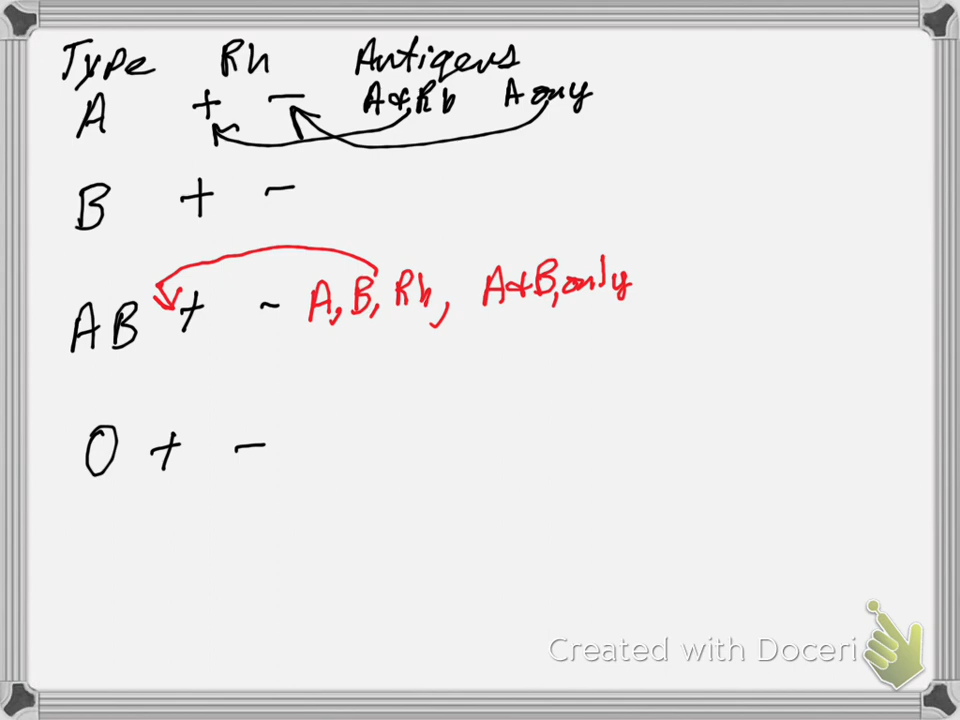 Type Rh Antigens
A + - A & Rh A only
B + -
AB + - A, B, Rh, A & B, only
O + -
Created with Doceri